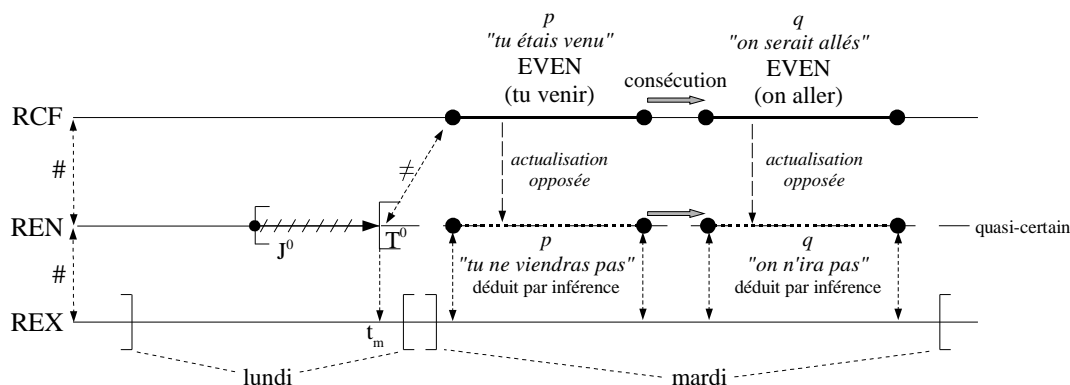 p
q
"tu étais venu"
"on serait allés"
EVEN
consécution
EVEN
(tu venir)
(on aller)
RCF
#
≠
actualisation
opposée
actualisation
opposée
REN
J⁰
T⁰
quasi-certain
p
q
"tu ne viendras pas"
"on n'ira pas"
#
déduit par inférence
déduit par inférence
REX
tₘ
lundi
mardi